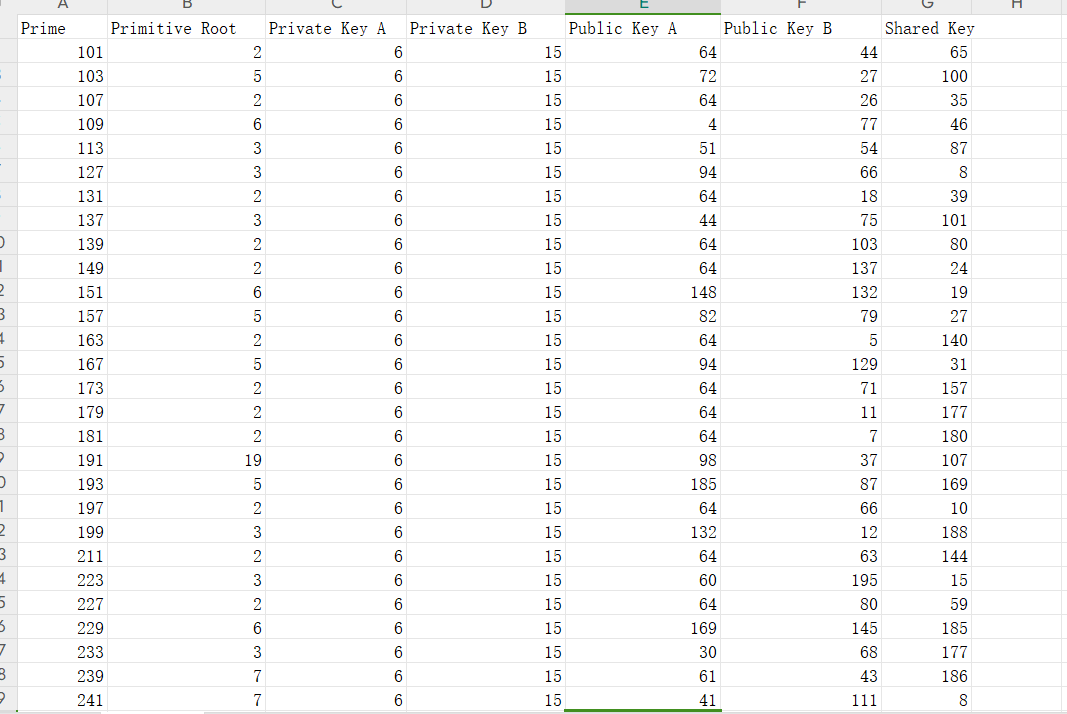 A B C D E F G H
Prime Primitive Root Private Key A Private Key B Public Key A Public Key B Shared Key
101 2 6 15 64 44 65
103 5 6 15 72 27 100
107 2 6 15 64 26 35
109 6 6 15 4 77 46
113 3 6 15 51 54 87
127 3 6 15 94 66 8
131 2 6 15 64 18 39
137 3 6 15 44 75 101
139 2 6 15 64 103 80
149 2 6 15 64 137 24
151 6 6 15 148 132 19
157 5 6 15 82 79 27
163 2 6 15 64 5 140
167 5 6 15 94 129 31
173 2 6 15 64 71 157
179 2 6 15 64 11 177
181 2 6 15 64 7 180
191 19 6 15 98 37 107
193 5 6 15 185 87 169
197 2 6 15 64 66 10
199 3 6 15 132 12 188
211 2 6 15 64 63 144
223 3 6 15 60 195 15
227 2 6 15 64 80 59
229 6 6 15 169 145 185
233 3 6 15 30 68 177
239 7 6 15 61 43 186
241 7 6 15 41 111 8